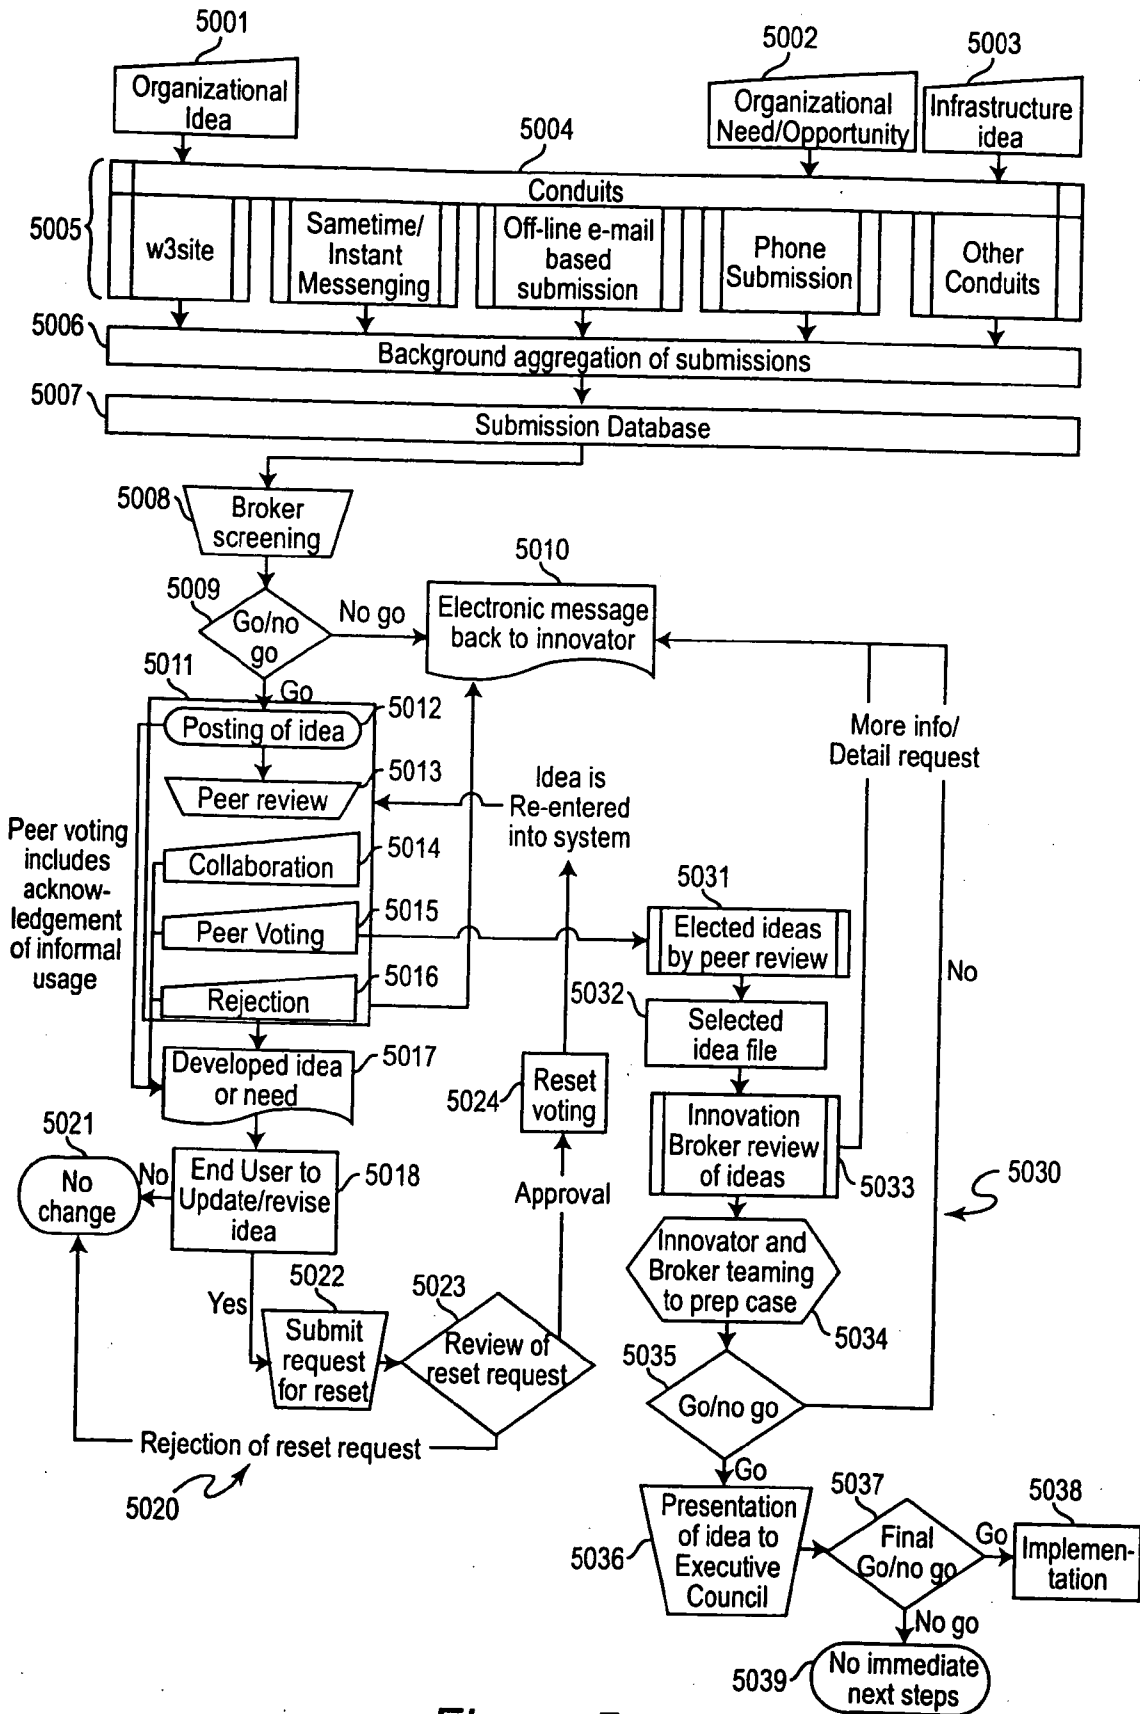 5001
5002
5003
Organizational
Idea
Organizational
Need/Opportunity
Infrastructure
idea
5004
Conduits
5005
w3site
Sametime/
Instant
Messenging
Off-line e-mail
based
submission
Phone
Submission
Other
Conduits
5006
Background aggregation of submissions
5007
Submission Database
5008
Broker
screening
5009
Go/no
go
No go
5010
Electronic message
back to innovator
Go
5011
Posting of idea
5012
Peer review
5013
Collaboration
5014
Peer Voting
5015
Rejection
5016
Peer voting
includes
acknow-
ledgement
of informal
usage
Idea is
Re-entered
into system
More info/
Detail request
5031
Elected ideas
by peer review
No
5032
Selected
idea file
Developed idea
or need
5017
5024
Reset
voting
Innovation
Broker review
of ideas
5033
5030
5021
No
change
No
End User to
Update/revise
idea
5018
Approval
Innovator and
Broker teaming
to prep case
5034
Yes
5022
Submit
request
for reset
5023
Review of
reset request
5035
Go/no go
Rejection of reset request
5020
Go
5036
Presentation
of idea to
Executive
Council
5037
Final
Go/no go
Go
5038
Implemen-
tation
No go
5039
No immediate
next steps